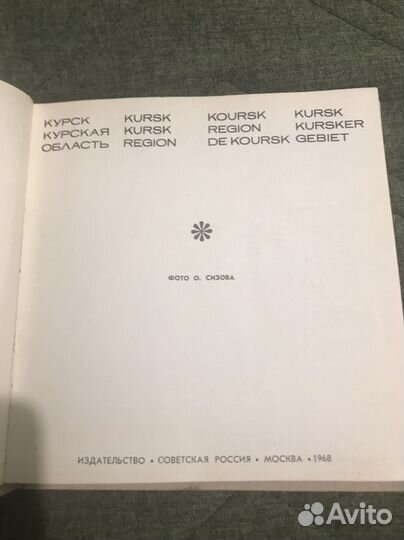 КУРСК KURSK KOURSK KURSK
КУРСКАЯ KURSK REGION KURSKER
ОБЛАСТЬ REGION DE KOURSK GEBIET
ФОТО О. СИЗОВА
ИЗДАТЕЛЬСТВО • СОВЕТСКАЯ РОССИЯ • МОСКВА • 1968
Avito